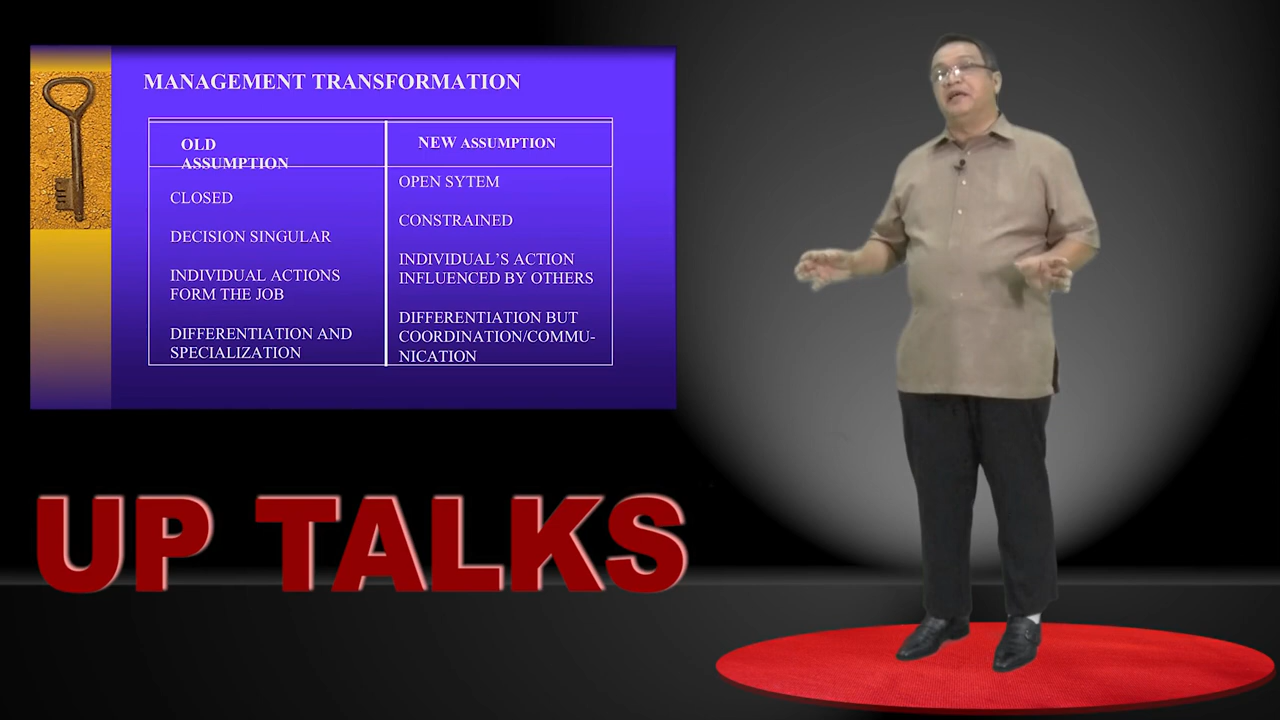 MANAGEMENT TRANSFORMATION
OLD
ASSUMPTION
CLOSED
DECISION SINGULAR
INDIVIDUAL ACTIONS
FORM THE JOB
DIFFERENTIATION AND
SPECIALIZATION
NEW ASSUMPTION
OPEN SYTEM
CONSTRAINED
INDIVIDUAL'S ACTION
INFLUENCED BY OTHERS
DIFFERENTIATION BUT
COORDINATION/COMMU-
NICATION
UP TALKS